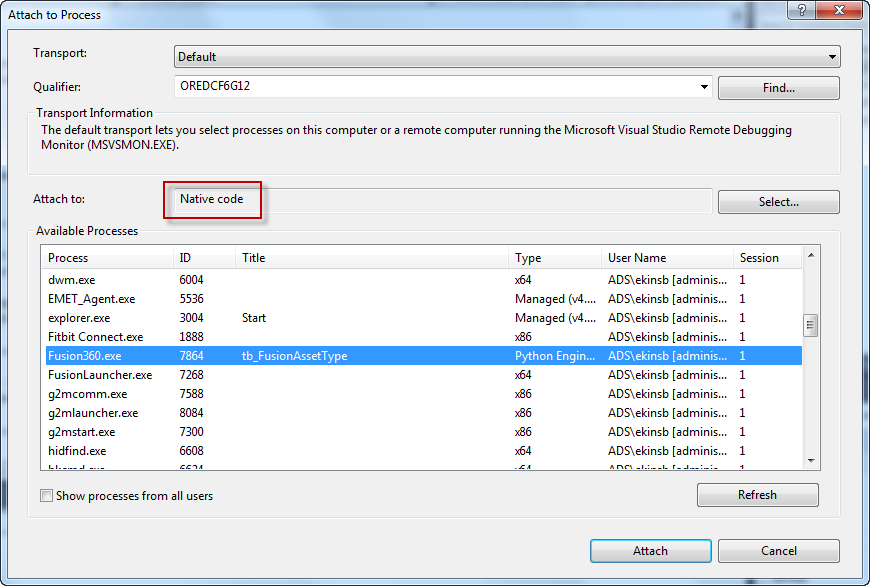 Attach to Process
Transport:
Default
Qualifier:
OREDCF6G12
Find...
Transport Information
The default transport lets you select processes on this computer or a remote computer running the Microsoft Visual Studio Remote Debugging
Monitor (MSVSMON.EXE).
Attach to:
Native code
Select...
Available Processes
Process ID Title Type User Name Session
dwm.exe 6004 x64 ADS\ekinsb [adminis... 1
EMET_Agent.exe 5536 Managed (v4.... ADS\ekinsb [adminis... 1
explorer.exe 3004 Start Managed (v4.... ADS\ekinsb [adminis... 1
Fitbit Connect.exe 1888 x86 ADS\ekinsb [adminis... 1
Fusion360.exe 7864 tb_FusionAssetType Python Engin... ADS\ekinsb [adminis... 1
FusionLauncher.exe 7268 x64 ADS\ekinsb [adminis... 1
g2mcomm.exe 7588 x86 ADS\ekinsb [adminis... 1
g2mlauncher.exe 8084 x86 ADS\ekinsb [adminis... 1
g2mstart.exe 7300 x86 ADS\ekinsb [adminis... 1
hidfind.exe 6608 x64 ADS\ekinsb [adminis... 1
Show processes from all users
Refresh
Attach
Cancel